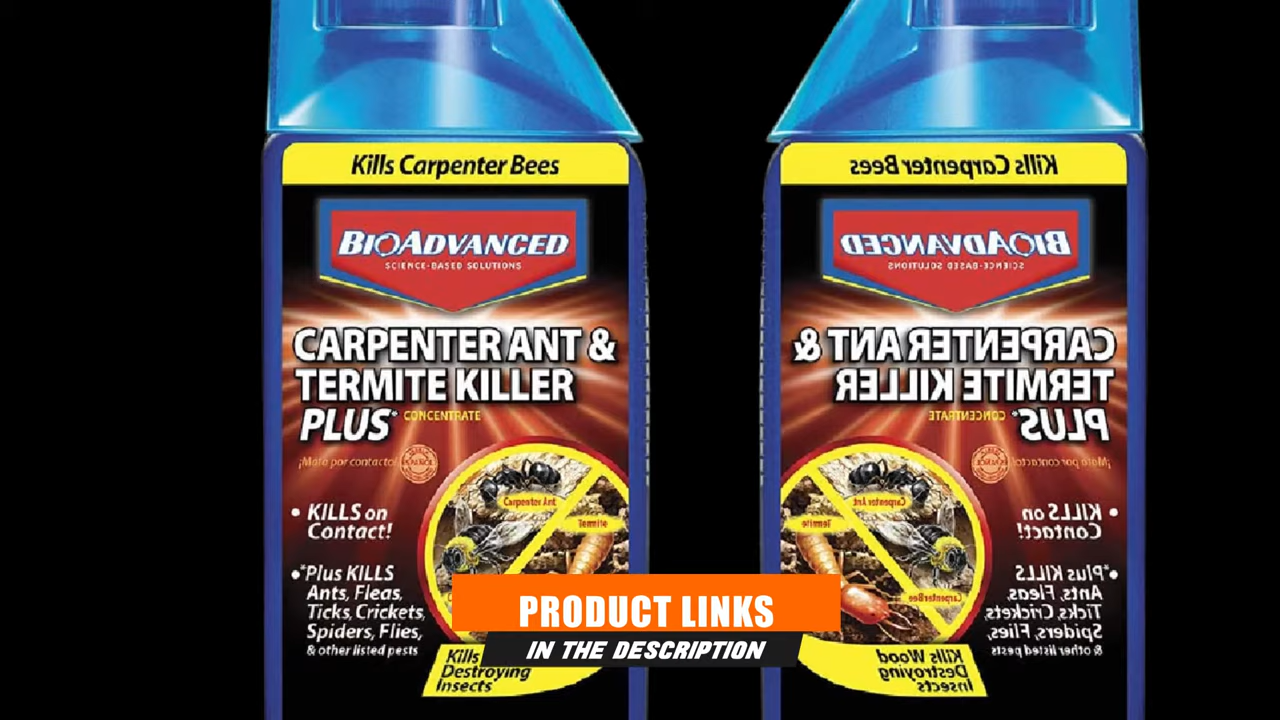 Kills Carpenter Bees
BIOADVANCED
SCIENCE-BASED SOLUTIONS
CARPENTER ANT &
TERMITE KILLER
PLUS* CONCENTRATE
¡Mata por contacto!
• KILLS on
Contact!
•*Plus KILLS
Ants, Fleas,
Ticks, Crickets,
Spiders, Flies,
& other listed pests
Carpenter Ant
Termite
Kills
Destroying
Insects
Kills Carpenter Bees
BIOADVANCED
SCIENCE-BASED SOLUTIONS
CARPENTER ANT &
TERMITE KILLER
PLUS* CONCENTRATE
¡Mata por contacto!
• KILLS on
Contact!
•*Plus KILLS
Ants, Fleas,
Ticks, Crickets,
Spiders, Flies,
& other listed pests
Carpenter Ant
Termite
Carpenter Bee
Kills Wood
Destroying
Insects
PRODUCT LINKS
IN THE DESCRIPTION